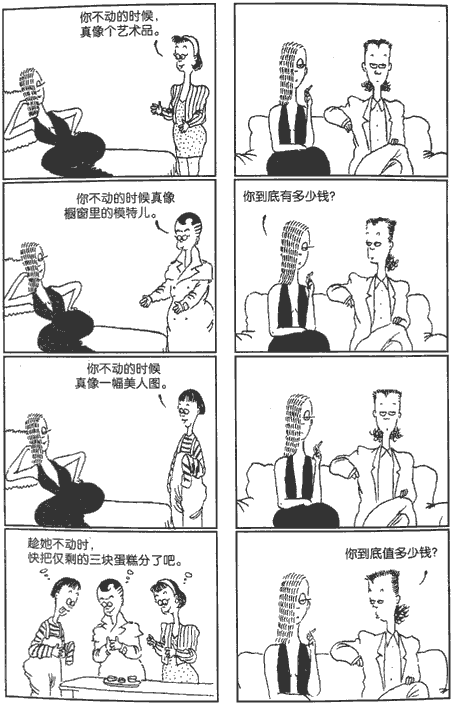 你不动的时候，
真像个艺术品。
你不动的时候真像
橱窗里的模特儿。
你不动的时候
真像一幅美人图。
趁她不动时，
快把仅剩的三块蛋糕分了吧。
你到底有多少钱？
你到底值多少钱？